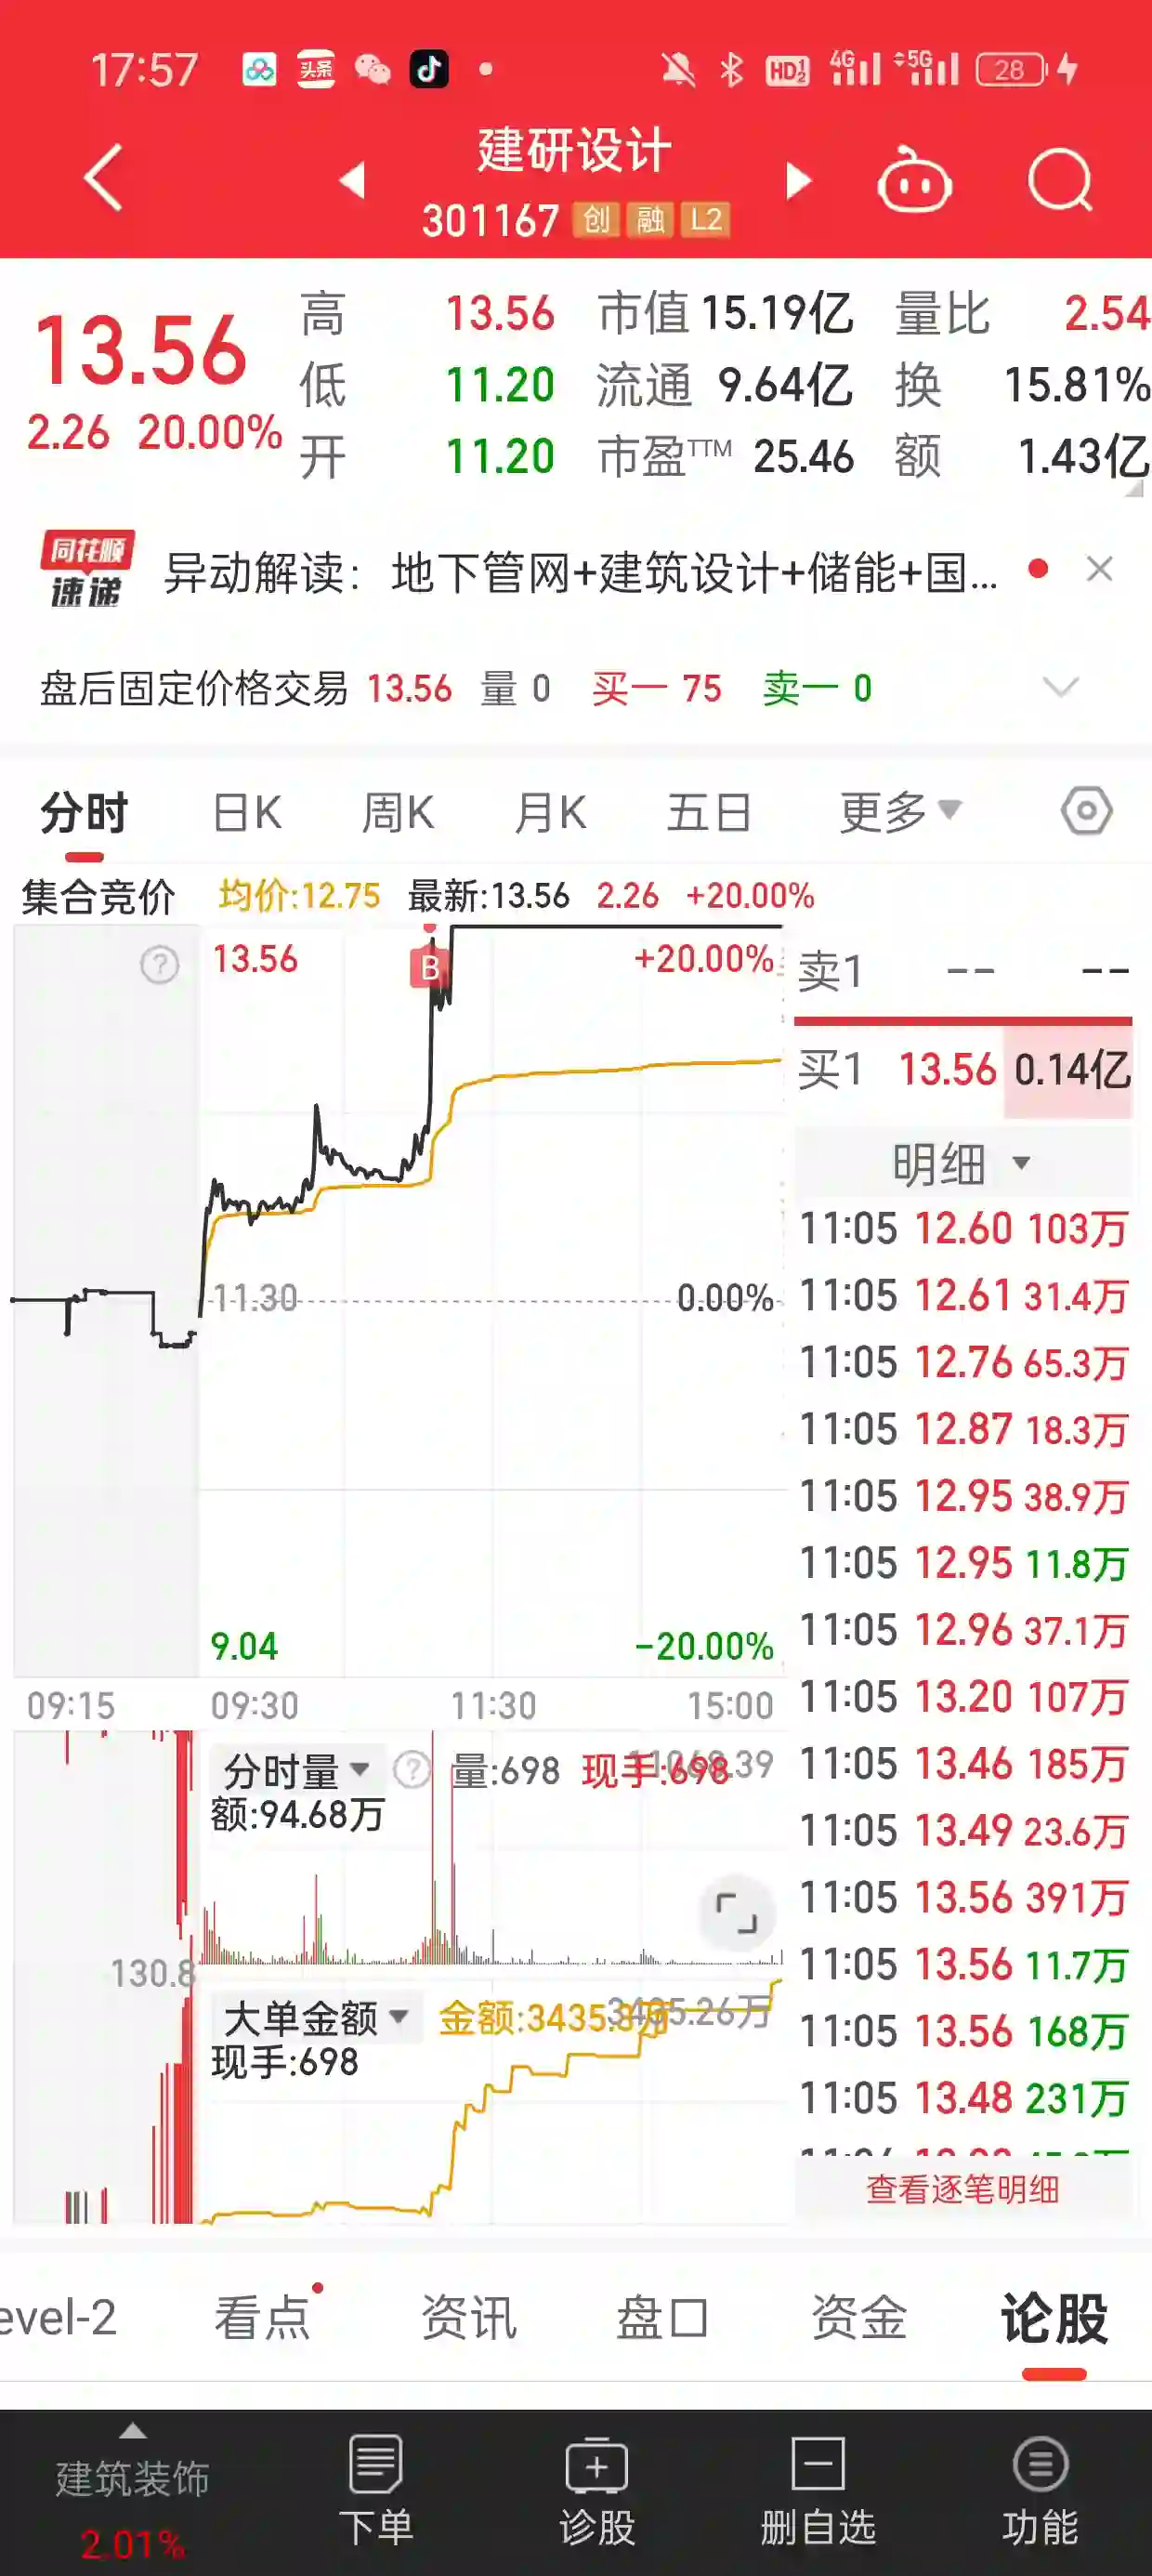 17:57 头条 HD1 2 4G 5G 28
建研设计
301167 创 融 L2
13.56
2.26 20.00%
高 13.56 市值 15.19亿 量比 2.54
低 11.20 流通 9.64亿 换 15.81%
开 11.20 市盈TTM 25.46 额 1.43亿
同花顺
速递
异动解读：地下管网+建筑设计+储能+国...
盘后固定价格交易 13.56 量 0 买一 75 卖一 0
分时 日K 周K 月K 五日 更多
集合竞价 均价:12.75 最新:13.56 2.26 +20.00%
13.56 +20.00%
B
11.30 0.00%
9.04 -20.00%
09:15 09:30 11:30 15:00
分时量 ? 量:698 现手:698
额:94.68万
130.8
大单金额 金额:3435.8万 3435.26万
现手:698
卖1 -- --
买1 13.56 0.14亿
明细
11:05 12.60 103万
11:05 12.61 31.4万
11:05 12.76 65.3万
11:05 12.87 18.3万
11:05 12.95 38.9万
11:05 12.95 11.8万
11:05 12.96 37.1万
11:05 13.20 107万
11:05 13.46 185万
11:05 13.49 23.6万
11:05 13.56 391万
11:05 13.56 11.7万
11:05 13.56 168万
11:05 13.48 231万
查看逐笔明细
evel-2 看点 资讯 盘口 资金 论股
建筑装饰
2.01%
下单 诊股 删自选 功能